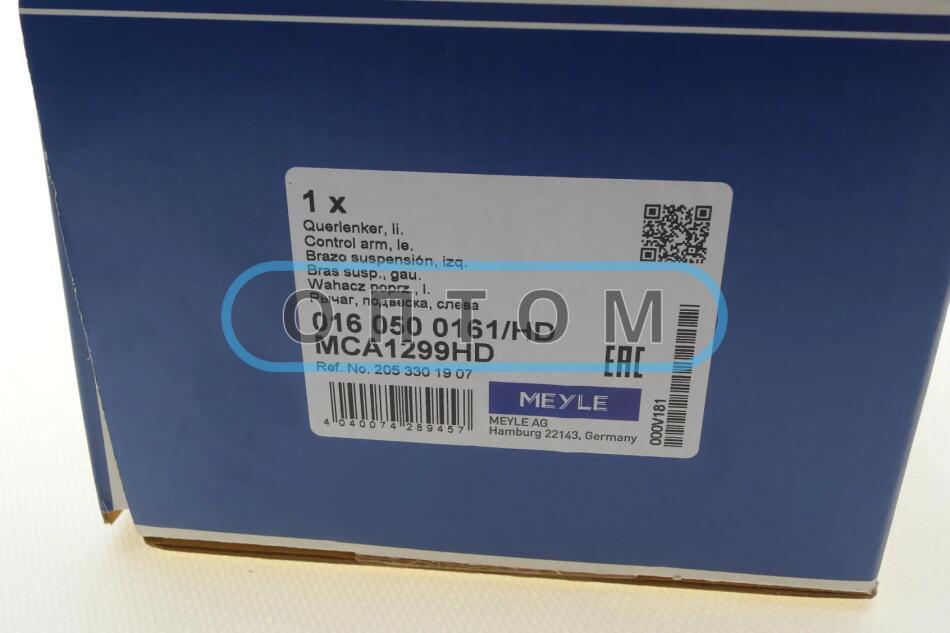 1 x
Querlenker, li.
Control arm, le.
Brazo suspensión, izq.
Bras susp., gau.
Wahacz poprz., l.
Рычаг, подвеска, слева
ОПТОМ
016 050 0161/HD
MCA1299HD
Ref. No. 205 330 19 07
EAC
MEYLE
MEYLE AG
Hamburg 22143, Germany
4 040074 289457
000V181